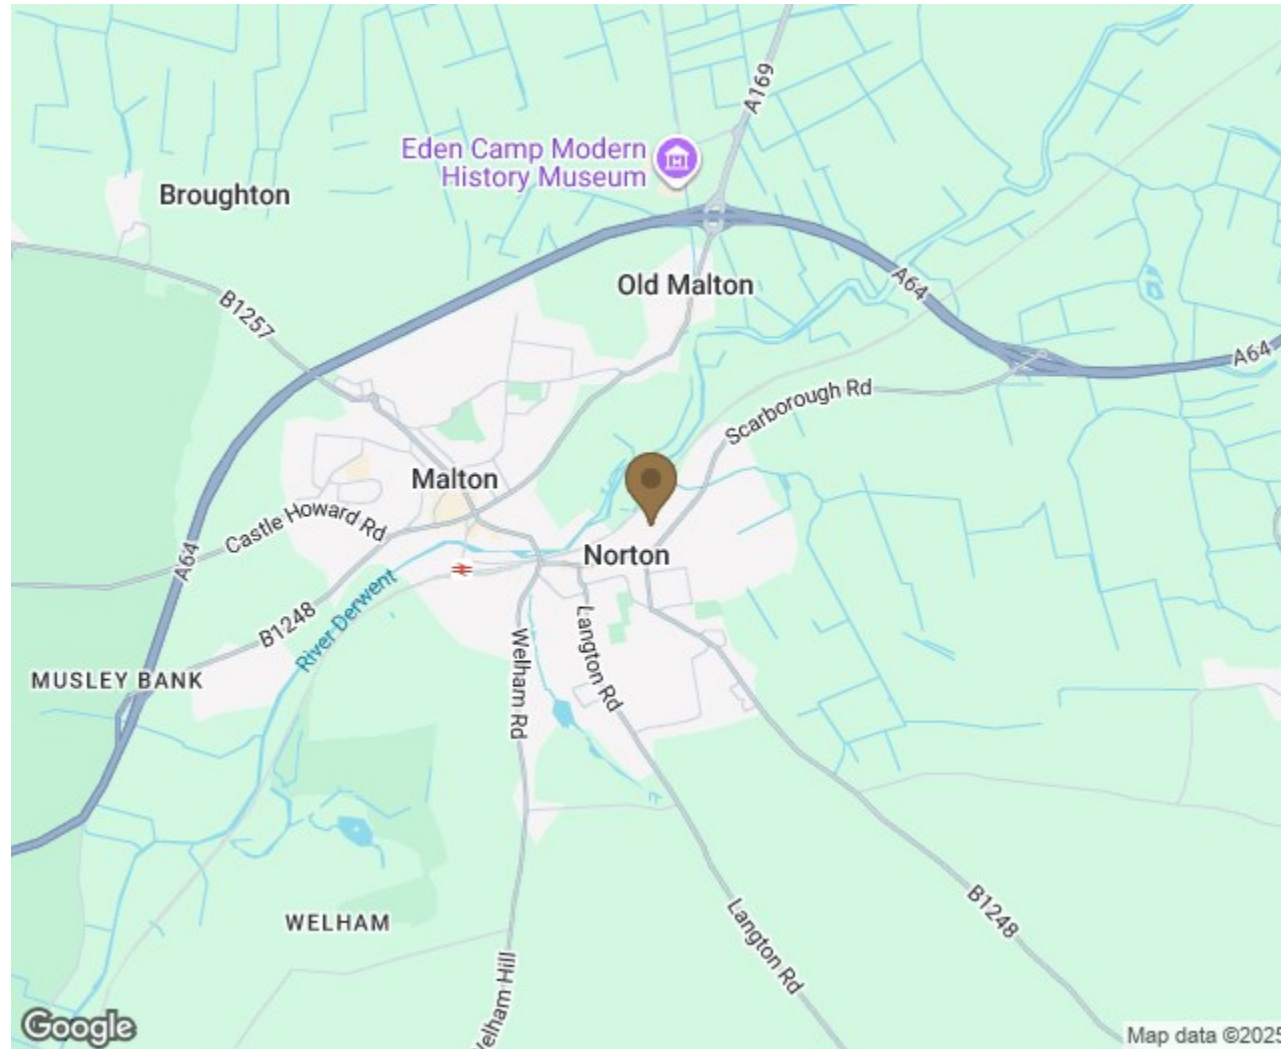 A169
Eden Camp Modern
History Museum
Broughton
Old Malton
A64
B1257
A64
Scarborough Rd
Malton
Castle Howard Rd
Norton
A64
River Derwent
B1248
Langton Rd
Welham Rd
MUSLEY BANK
B1248
WELHAM
Langton Rd
Welham Hill
Google
Map data ©2025